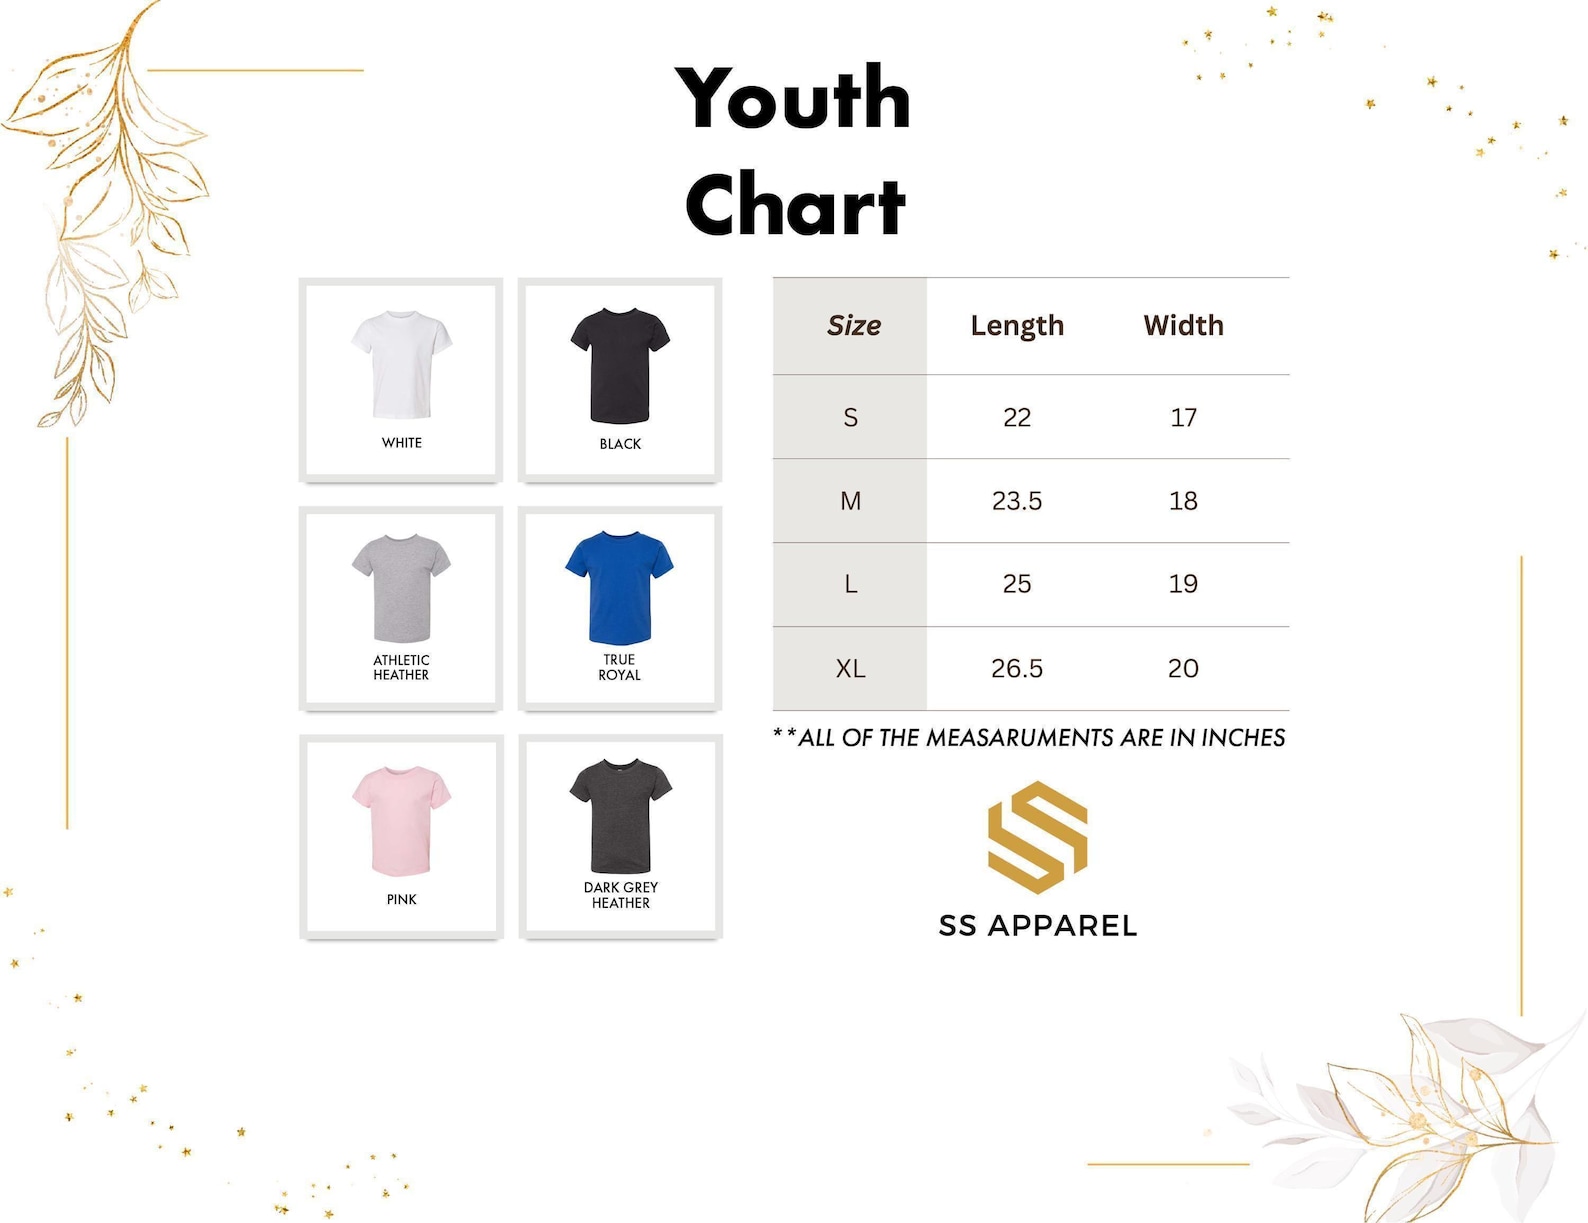 Youth
Chart
WHITE
BLACK
ATHLETIC
HEATHER
TRUE
ROYAL
PINK
DARK GREY
HEATHER
Size Length Width
S 22 17
M 23.5 18
L 25 19
XL 26.5 20
**ALL OF THE MEASARUMENTS ARE IN INCHES
SS APPAREL